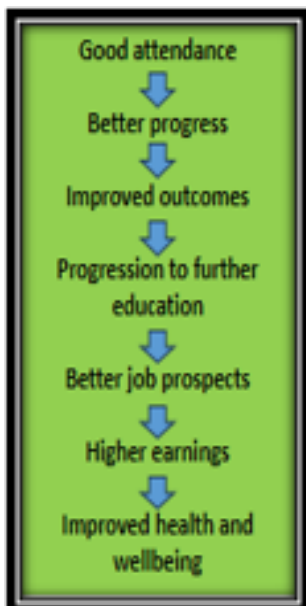 Good attendance
Better progress
Improved outcomes
Progression to further
education
Better job prospects
Higher earnings
Improved health and
wellbeing